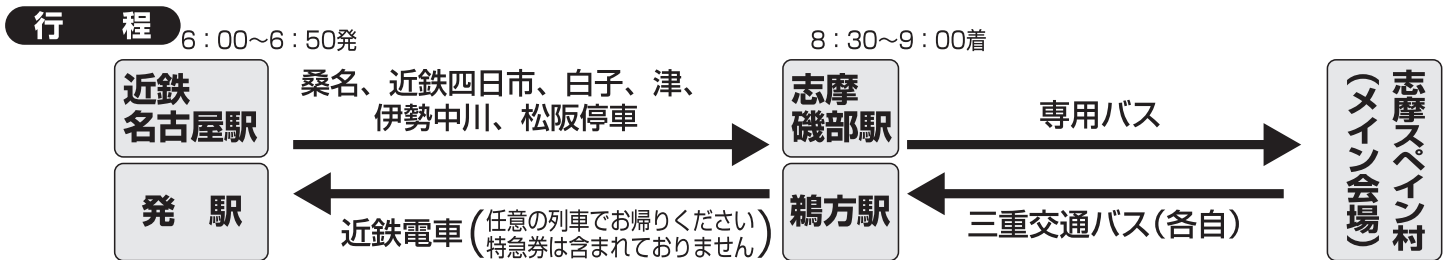 行　程
6：00～6：50発
8：30～9：00着
近鉄
名古屋駅
桑名、近鉄四日市、白子、津、
伊勢中川、松阪停車
志摩
磯部駅
専用バス
志摩スペイン村
（メイン会場）
発　駅
近鉄電車
（任意の列車でお帰りください
特急券は含まれておりません）
鵜方駅
三重交通バス（各自）